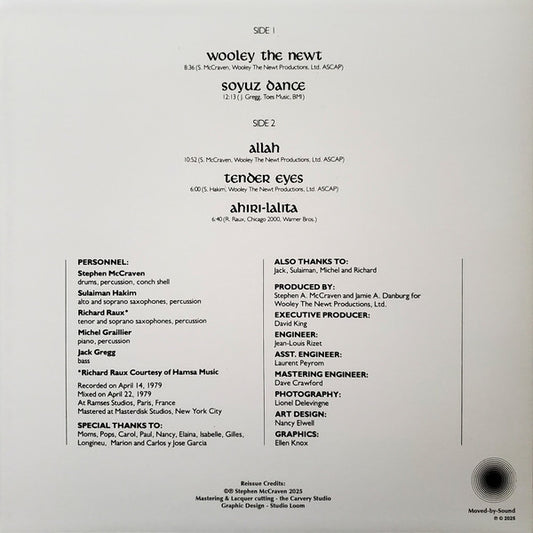 SIDE 1
wooley the newt
8:36 (S. McCraven, Wooley The Newt Productions, Ltd. ASCAP)
soyuz dance
12:13 ( J. Gregg, Toes Music, BMI)
SIDE 2
allah
10:52 (S. McCraven, Wooley The Newt Productions, Ltd. ASCAP)
tender eyes
6:00 (S. Hakim, Wooley The Newt Productions, Ltd. ASCAP)
ahiri-lalita
6:40 (R. Raux, Chicago 2000, Warner Bros.)
PERSONNEL:
Stephen McCraven
drums, percussion, conch shell
Sulaiman Hakim
alto and soprano saxophones, percussion
Richard Raux*
tenor and soprano saxophones, percussion
Michel Graillier
piano, percussion
Jack Gregg
bass
*Richard Raux Courtesy of Hamsa Music
Recorded on April 14, 1979
Mixed on April 22, 1979
At Ramses Studios, Paris, France
Mastered at Masterdisk Studios, New York City
SPECIAL THANKS TO:
Moms, Pops, Carol, Paul, Nancy, Elaina, Isabelle, Gilles,
Longineu, Marion and Carlos y Jose Garcia
ALSO THANKS TO:
Jack, Sulaiman, Michel and Richard
PRODUCED BY:
Stephen A. McCraven and Jamie A. Danburg for
Wooley The Newt Productions, Ltd.
EXECUTIVE PRODUCER:
David King
ENGINEER:
Jean-Louis Rizet
ASST. ENGINEER:
Laurent Peyrom
MASTERING ENGINEER:
Dave Crawford
PHOTOGRAPHY:
Lionel Delevingne
ART DESIGN:
Nancy Elwell
GRAPHICS:
Ellen Knox
Reissue Credits:
©℗ Stephen McCraven 2025
Mastering & Lacquer cutting - the Carvery Studio
Graphic Design - Studio Loom
Moved-by-Sound
℗ © 2025